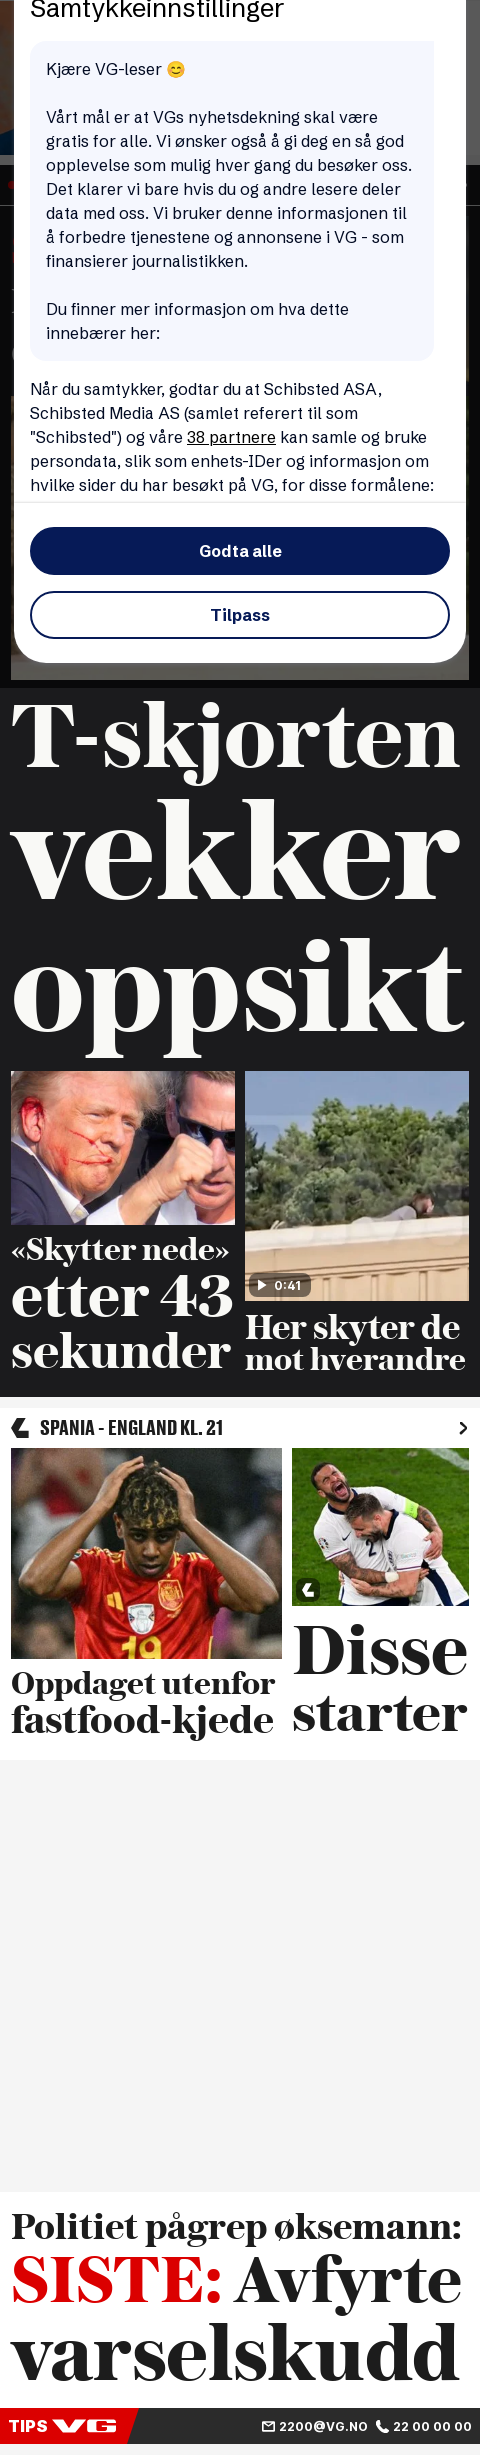 Samtykkeinnstillinger
Kjære VG-leser 😊
Vårt mål er at VGs nyhetsdekning skal være
gratis for alle. Vi ønsker også å gi deg en så god
opplevelse som mulig hver gang du besøker oss.
Det klarer vi bare hvis du og andre lesere deler
data med oss. Vi bruker denne informasjonen til
å forbedre tjenestene og annonsene i VG - som
finansierer journalistikken.
Du finner mer informasjon om hva dette
innebærer her:
Når du samtykker, godtar du at Schibsted ASA,
Schibsted Media AS (samlet referert til som
"Schibsted") og våre 38 partnere kan samle og bruke
persondata, slik som enhets-IDer og informasjon om
hvilke sider du har besøkt på VG, for disse formålene:
Godta alle
Tilpass
T-skjorten
vekker
oppsikt
«Skytter nede»
etter 43
sekunder
0:41
Her skyter de
mot hverandre
SPANIA - ENGLAND KL. 21
19
2
Oppdaget utenfor
fastfood-kjede
Disse
starter
Politiet pågrep øksemann:
SISTE: Avfyrte
varselskudd
TIPS VG
2200@VG.NO 22 00 00 00